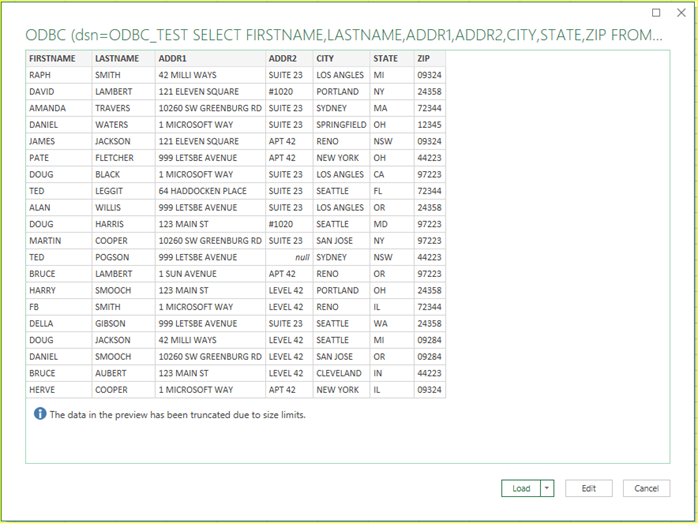 ODBC (dsn=ODBC_TEST SELECT FIRSTNAME,LASTNAME,ADDR1,ADDR2,CITY,STATE,ZIP FROM...
FIRSTNAME LASTNAME ADDR1 ADDR2 CITY STATE ZIP
RAPH SMITH 42 MILLI WAYS SUITE 23 LOS ANGLES MI 09324
DAVID LAMBERT 121 ELEVEN SQUARE #1020 PORTLAND NY 24358
AMANDA TRAVERS 10260 SW GREENBURG RD SUITE 23 SYDNEY MA 72344
DANIEL WATERS 1 MICROSOFT WAY SUITE 23 SPRINGFIELD OH 12345
JAMES JACKSON 121 ELEVEN SQUARE APT 42 RENO NSW 09324
PATE FLETCHER 999 LETSBE AVENUE APT 42 NEW YORK OH 44223
DOUG BLACK 1 MICROSOFT WAY SUITE 23 LOS ANGLES CA 97223
TED LEGGIT 64 HADDOCKEN PLACE SUITE 23 SEATTLE FL 72344
ALAN WILLIS 999 LETSBE AVENUE SUITE 23 LOS ANGLES OR 24358
DOUG HARRIS 123 MAIN ST #1020 SEATTLE MD 97223
MARTIN COOPER 10260 SW GREENBURG RD SUITE 23 SAN JOSE NY 97223
TED POGSON 999 LETSBE AVENUE null SYDNEY NSW 44223
BRUCE LAMBERT 1 SUN AVENUE APT 42 RENO OR 97223
HARRY SMOOCH 123 MAIN ST LEVEL 42 PORTLAND OH 24358
FB SMITH 1 MICROSOFT WAY LEVEL 42 RENO IL 72344
DELLA GIBSON 999 LETSBE AVENUE SUITE 23 SEATTLE WA 24358
DOUG JACKSON 42 MILLI WAYS LEVEL 42 SEATTLE MI 09284
DANIEL SMOOCH 10260 SW GREENBURG RD LEVEL 42 SAN JOSE OR 09284
BRUCE AUBERT 123 MAIN ST LEVEL 42 CLEVELAND IN 44223
HERVE COOPER 1 MICROSOFT WAY APT 42 NEW YORK IL 09324
The data in the preview has been truncated due to size limits.
Load Edit Cancel